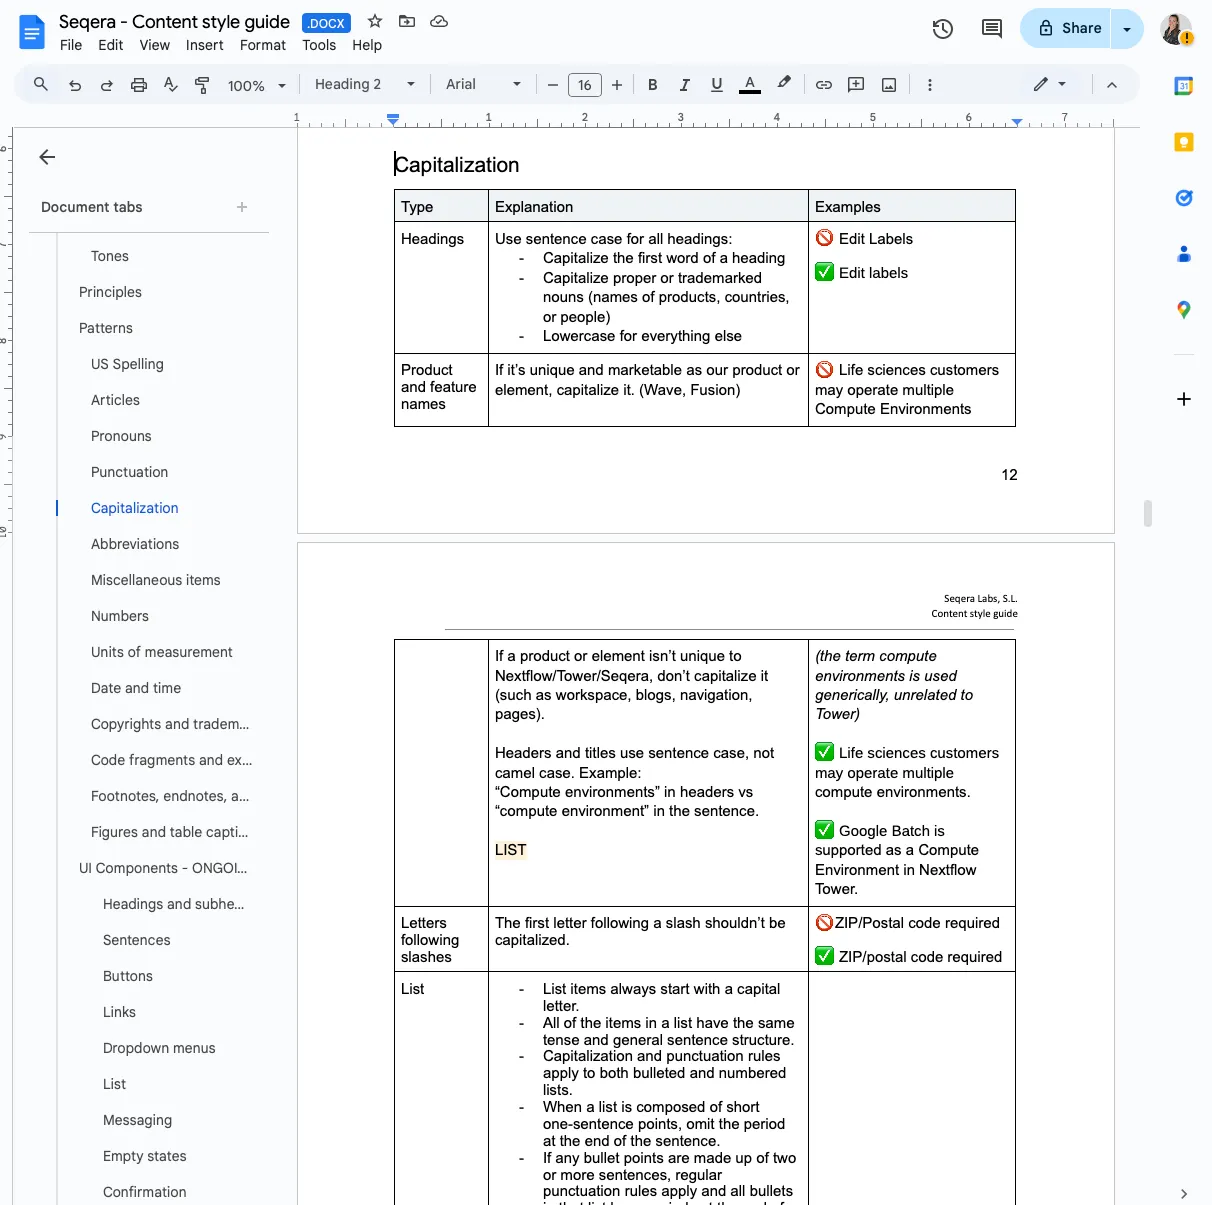 Seqera - Content style guide .DOCX
File Edit View Insert Format Tools Help
Share
100% Heading 2 Arial 16 B I U A
31
1 1 2 3 4 5 6 7
Document tabs
Tones
Principles
Patterns
US Spelling
Articles
Pronouns
Punctuation
Capitalization
Abbreviations
Miscellaneous items
Numbers
Units of measurement
Date and time
Copyrights and tradem...
Code fragments and ex...
Footnotes, endnotes, a...
Figures and table capti...
UI Components - ONGOI...
Headings and subhe...
Sentences
Buttons
Links
Dropdown menus
List
Messaging
Empty states
Confirmation
Capitalization
Type Explanation Examples
Headings
Use sentence case for all headings:
- Capitalize the first word of a heading
- Capitalize proper or trademarked
nouns (names of products, countries,
or people)
- Lowercase for everything else
🚫 Edit Labels
✅ Edit labels
Product
and feature
names
If it’s unique and marketable as our product or
element, capitalize it. (Wave, Fusion)
🚫 Life sciences customers
may operate multiple
Compute Environments
12
Seqera Labs, S.L.
Content style guide
If a product or element isn’t unique to
Nextflow/Tower/Seqera, don’t capitalize it
(such as workspace, blogs, navigation,
pages).
Headers and titles use sentence case, not
camel case. Example:
“Compute environments” in headers vs
“compute environment” in the sentence.
LIST
(the term compute
environments is used
generically, unrelated to
Tower)
✅ Life sciences customers
may operate multiple
compute environments.
✅ Google Batch is
supported as a Compute
Environment in Nextflow
Tower.
Letters
following
slashes
The first letter following a slash shouldn’t be
capitalized.
🚫ZIP/Postal code required
✅ ZIP/postal code required
List
- List items always start with a capital
letter.
- All of the items in a list have the same
tense and general sentence structure.
- Capitalization and punctuation rules
apply to both bulleted and numbered
lists.
- When a list is composed of short
one-sentence points, omit the period
at the end of the sentence.
- If any bullet points are made up of two
or more sentences, regular
punctuation rules apply and all bullets